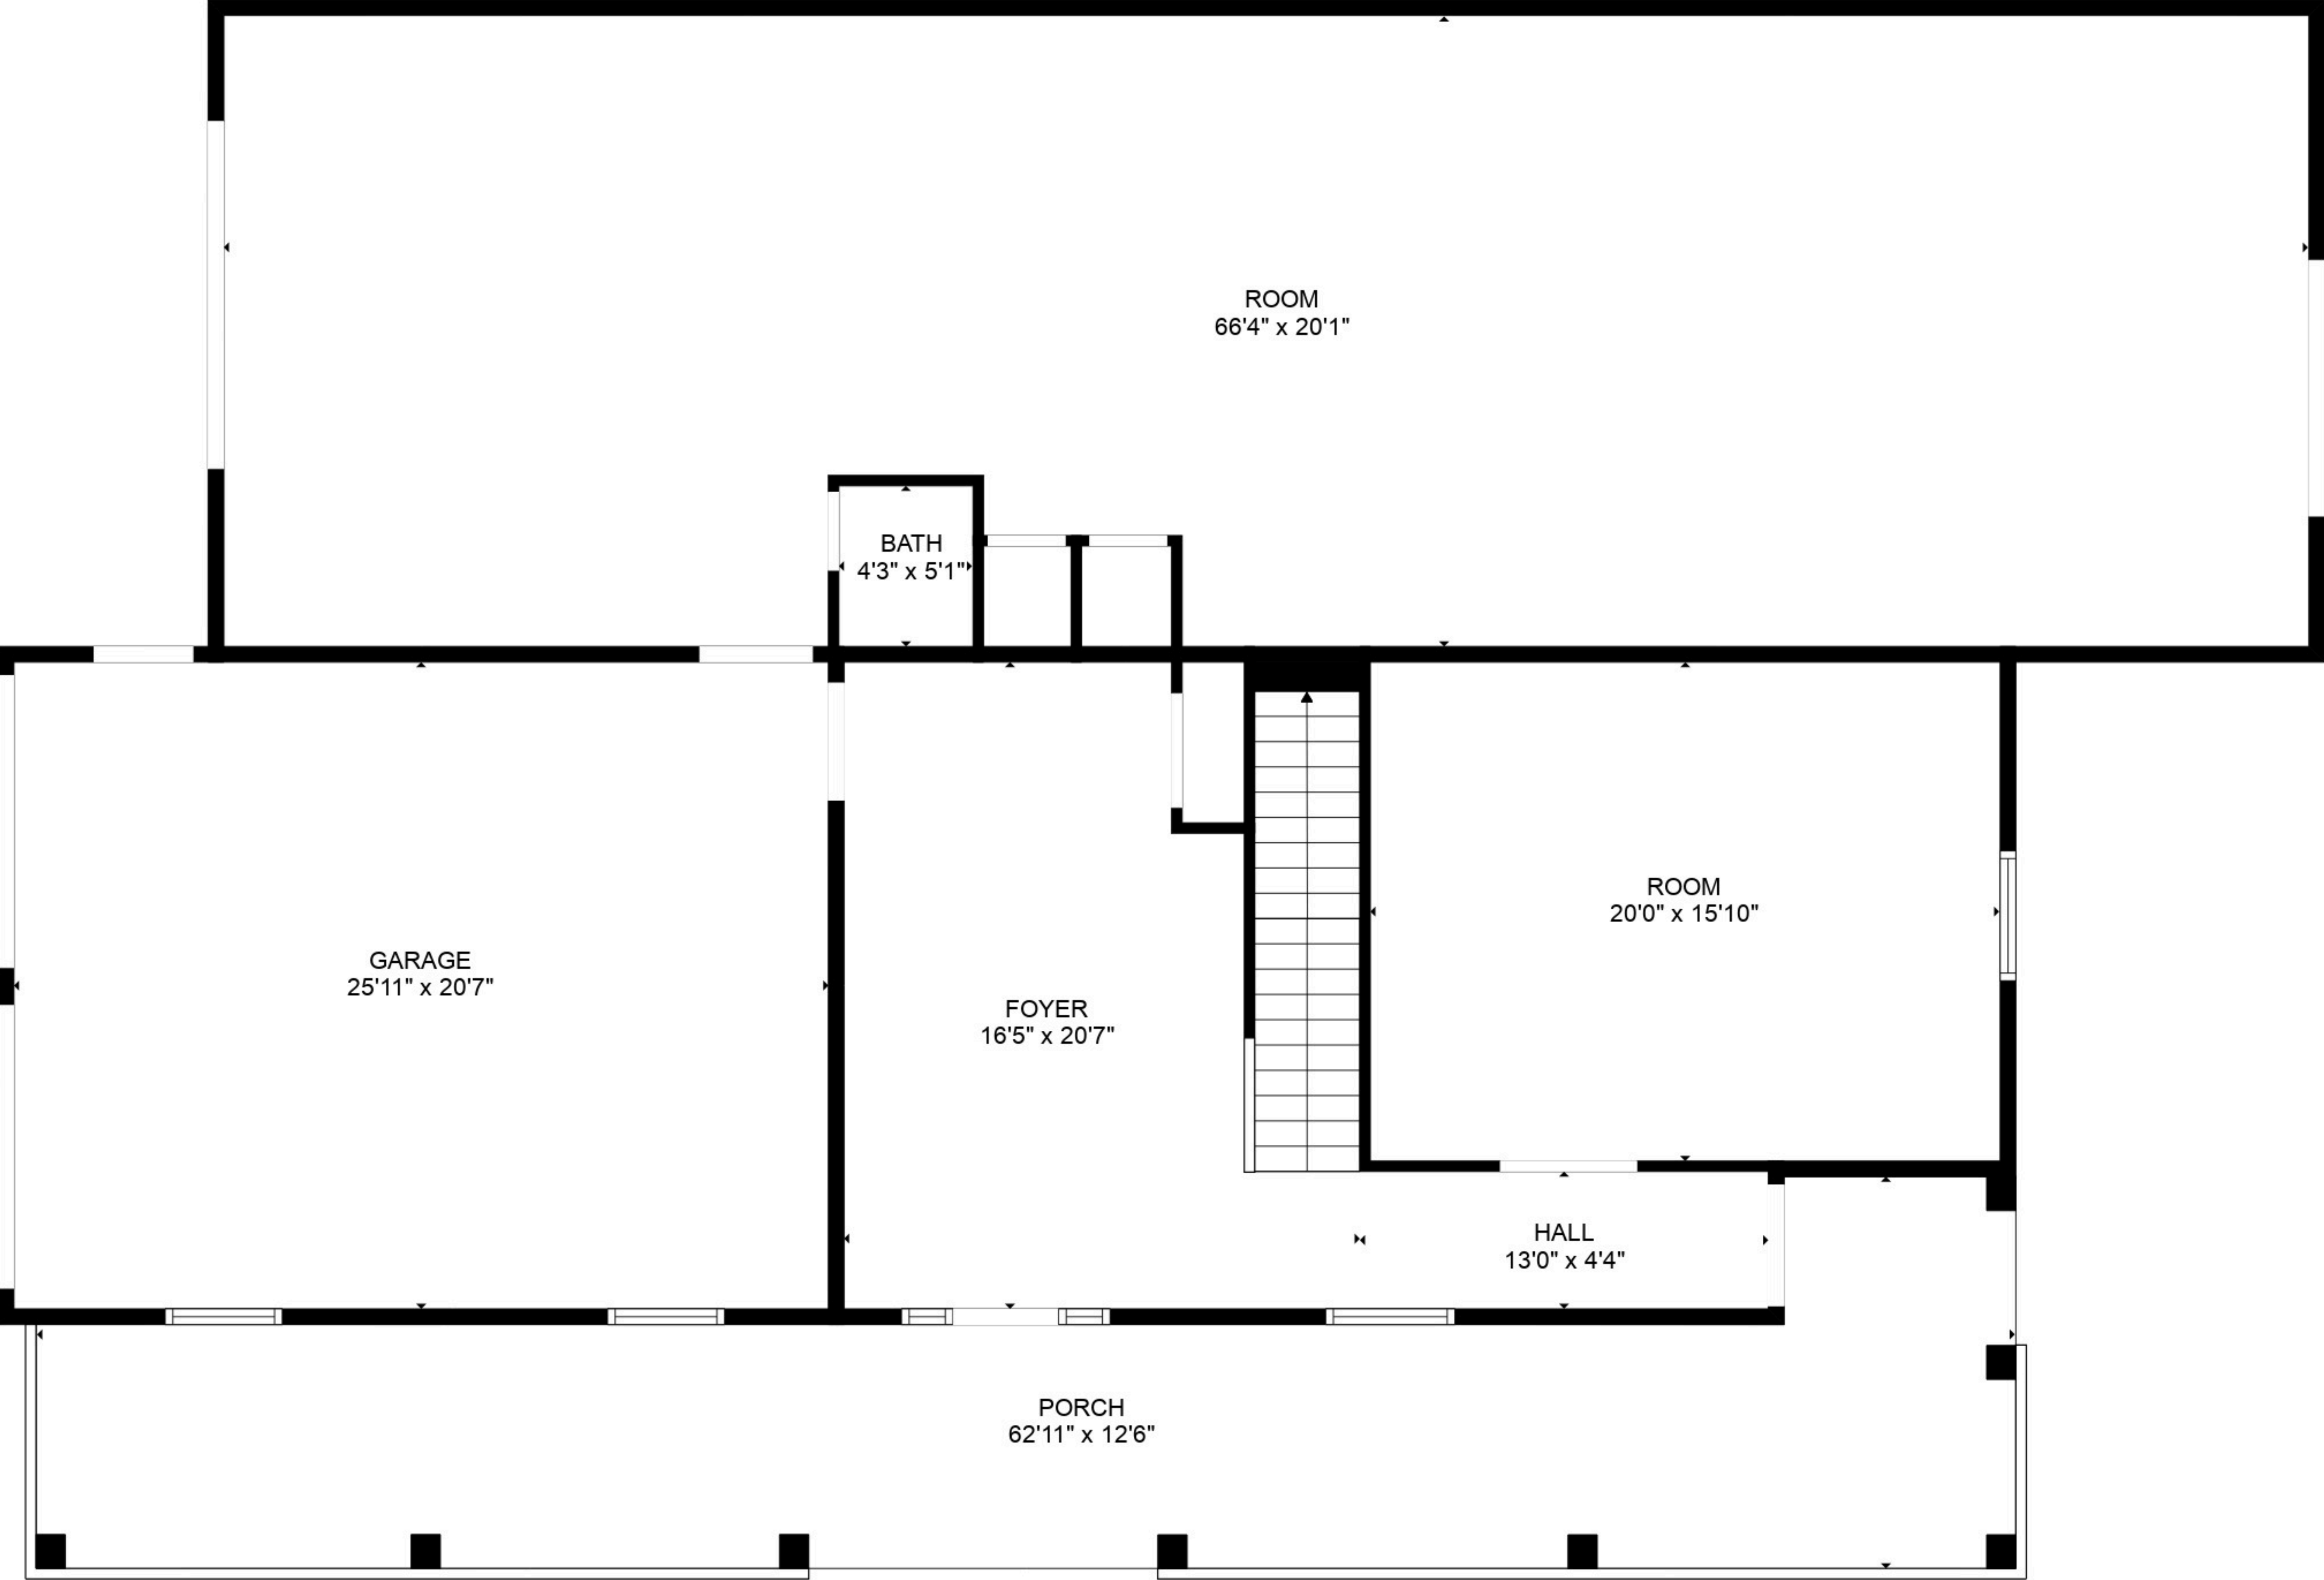 ROOM
66'4" x 20'1"
BATH
4'3" x 5'1"
ROOM
20'0" x 15'10"
GARAGE
25'11" x 20'7"
FOYER
16'5" x 20'7"
HALL
13'0" x 4'4"
PORCH
62'11" x 12'6"